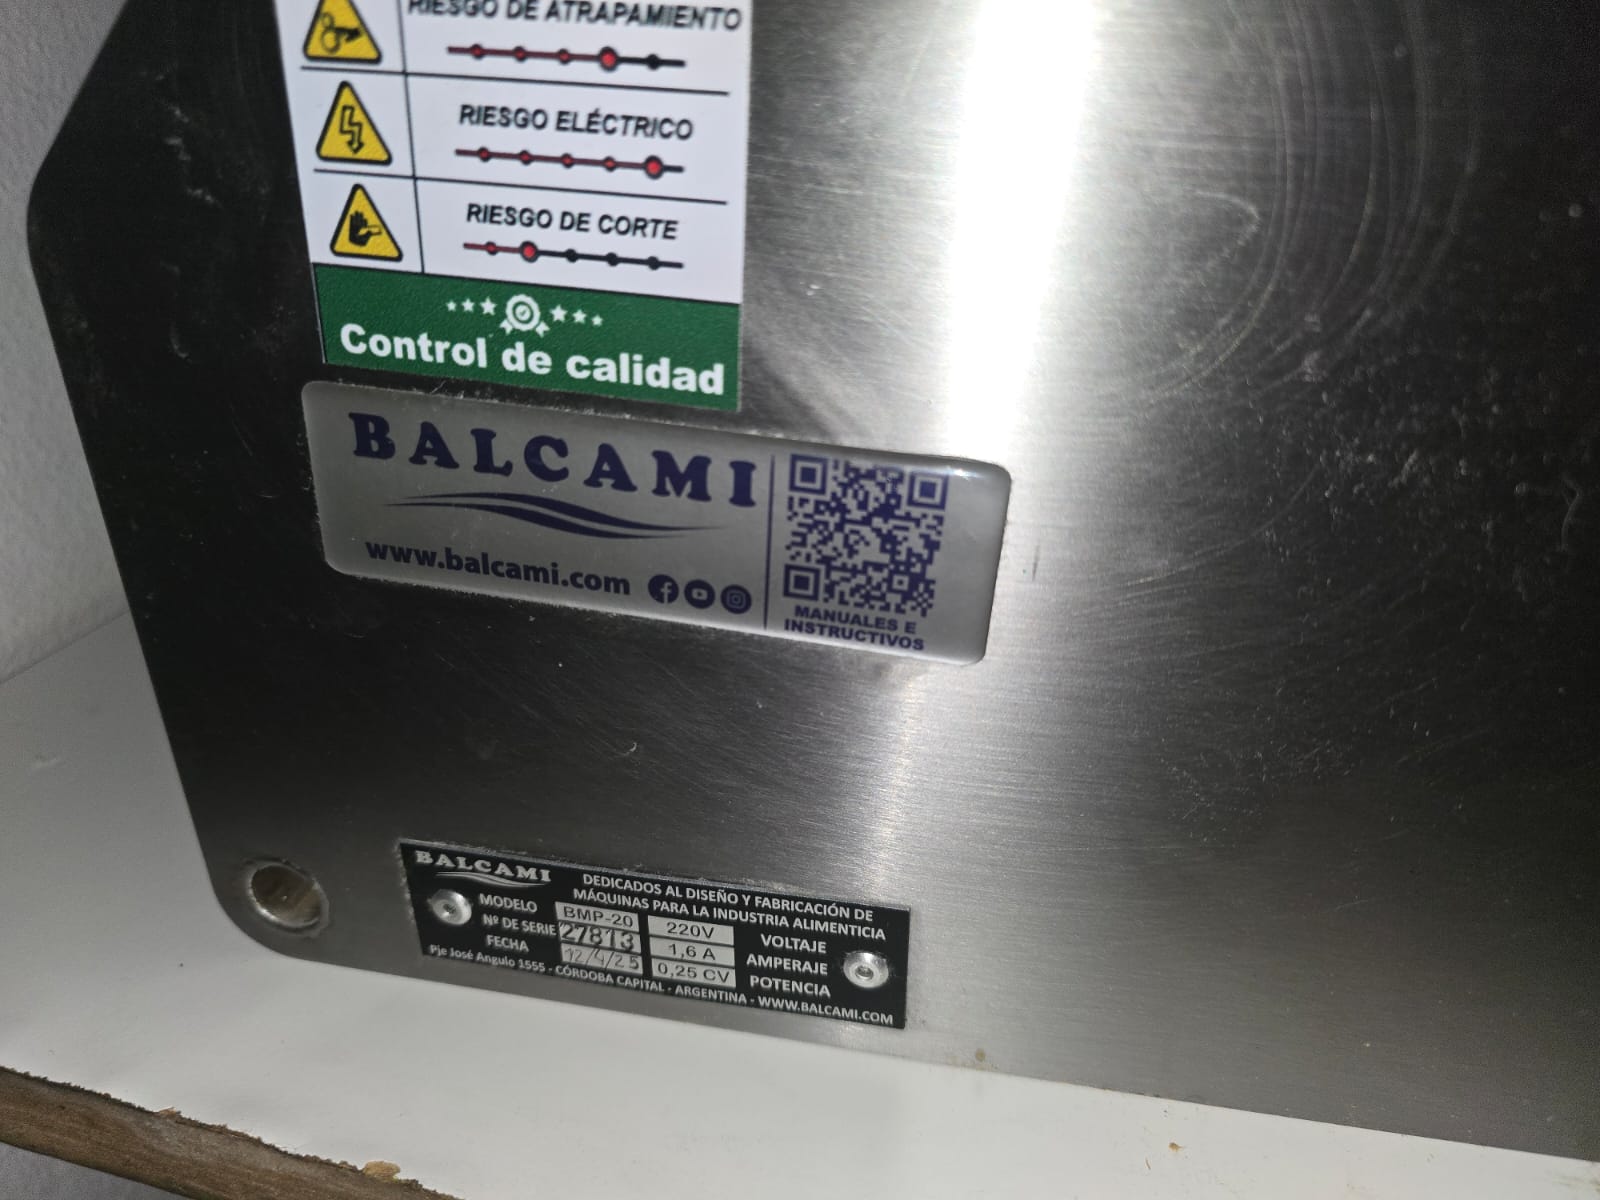 RIESGO DE ATRAPAMIENTO
RIESGO ELÉCTRICO
RIESGO DE CORTE
Control de calidad
BALCAMI
www.balcami.com
MANUALES E
INSTRUCTIVOS
BALCAMI
DEDICADOS AL DISEÑO Y FABRICACIÓN DE
MÁQUINAS PARA LA INDUSTRIA ALIMENTICIA
MODELO BMP-20 220V VOLTAJE
Nº DE SERIE 27813 1,6 A AMPERAJE
FECHA 12/4/25 0,25 CV POTENCIA
Pje José Angulo 1555 - CÓRDOBA CAPITAL - ARGENTINA - WWW.BALCAMI.COM